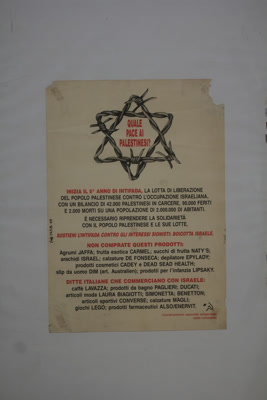 QUALE
PACE AI
PALESTINESI?
INIZIA IL 5° ANNO DI INTIFADA, LA LOTTA DI LIBERAZIONE
DEL POPOLO PALESTINESE CONTRO L'OCCUPAZIONE ISRAELIANA,
CON UN BILANCIO DI 42.000 PALESTINESI IN CARCERE, 90.000 FERITI
E 2.000 MORTI SU UNA POPOLAZIONE DI 2.000.000 DI ABITANTI.
È NECESSARIO RIPRENDERE LA SOLIDARIETÀ
CON IL POPOLO PALESTINESE E LE SUE LOTTE.
SOSTIENI L'INTIFADA CONTRO GLI INTERESSI SIONISTI: BOICOTTA ISRAELE.
NON COMPRATE QUESTI PRODOTTI:
Agrumi JAFFA; frutta esotica CARMEL; succhi di frutta NATY'S;
arachidi ISRAEL; calzature DE FONSECA; depilatore EPYLADY;
prodotti cosmetici CADEY e DEAD SEA HEALTH;
slip da uomo DIM (art. Australien); prodotti per l'infanzia LIPSAKY.
DITTE ITALIANE CHE COMMERCIANO CON ISRAELE:
caffè LAVAZZA; prodotti da bagno PAGLIERI; DUCATI;
articoli moda LAURA BIAGIOTTI; SIMONETTA; BENETTON;
articoli sportivi CONVERSE; calzature MAGLI;
giochi LEGO; prodotti farmaceutici ALSO/ENERVIT.